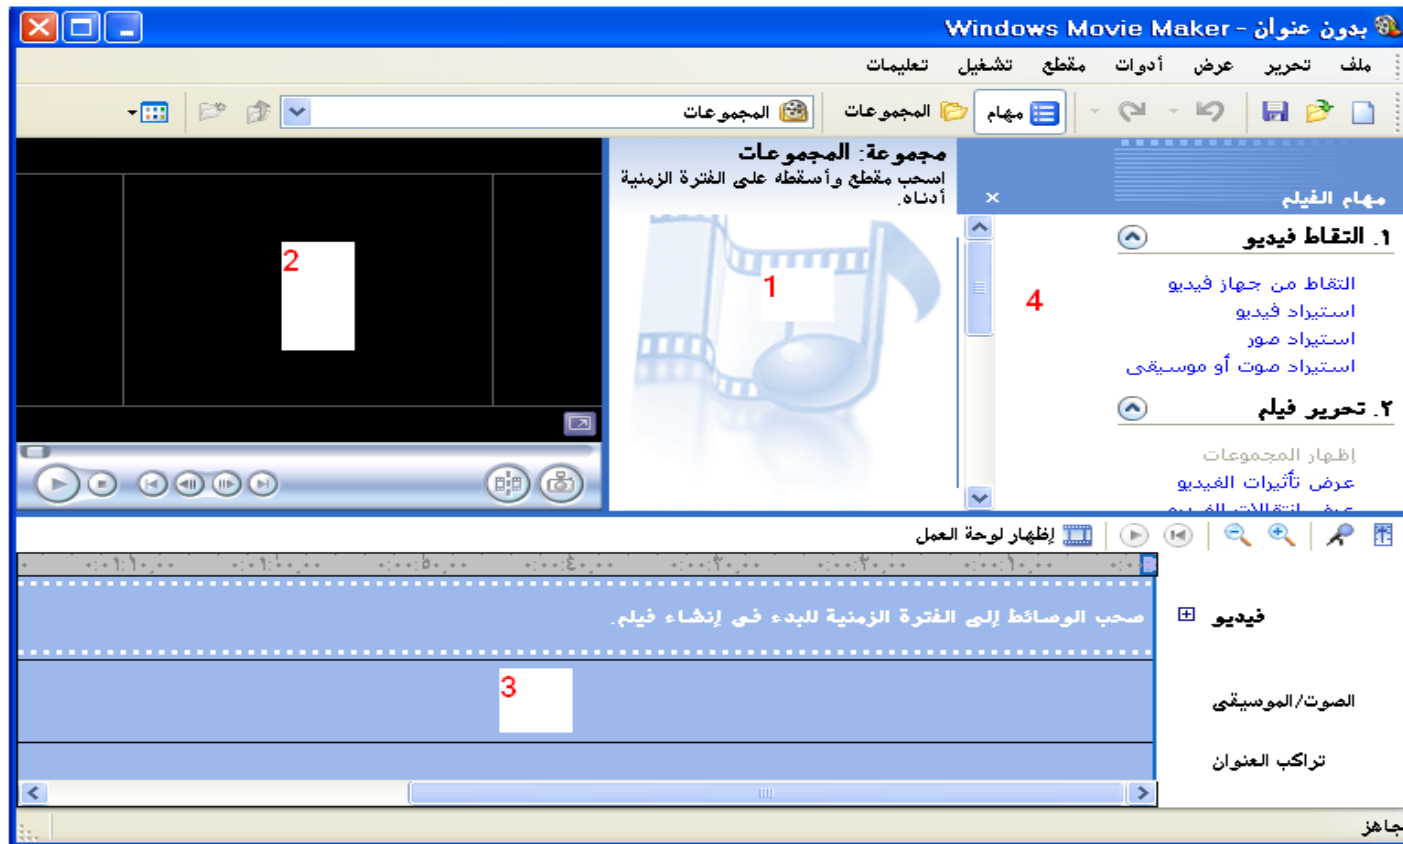 بدون عنوان - Windows Movie Maker
ملف تحرير عرض أدوات مقطع تشغيل تعليمات
مهام المجموعات المجموعات
مهام الفيلم
١. التقاط فيديو
التقاط من جهاز فيديو
استيراد فيديو
استيراد صور
استيراد صوت أو موسيقى
٢. تحرير فيلم
إظهار المجموعات
عرض تأثيرات الفيديو
عرض انتقالات الفيديو
4
مجموعة: المجموعات
اسحب مقطع وأسقطه على الفترة الزمنية
أدناه.
1
2
إظهار لوحة العمل
فيديو
صحب الوسائط إلى الفترة الزمنية للبدء في إنشاء فيلم.
الصوت/الموسيقى
3
تراكب العنوان
جاهز